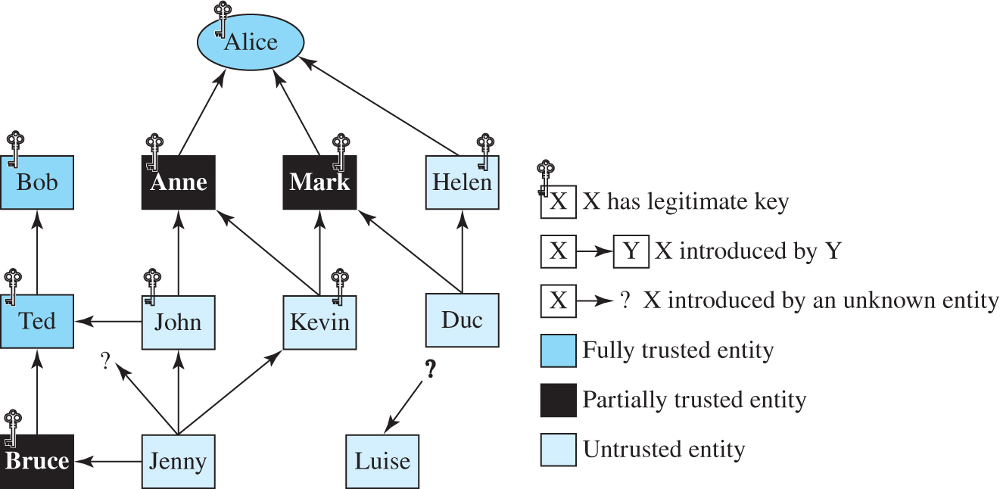 Alice
Bob
Anne
Mark
Helen
X X has legitimate key
X Y X introduced by Y
X ? X introduced by an unknown entity
Ted
John
Kevin
Duc
Fully trusted entity
?
?
Partially trusted entity
Bruce
Jenny
Luise
Untrusted entity